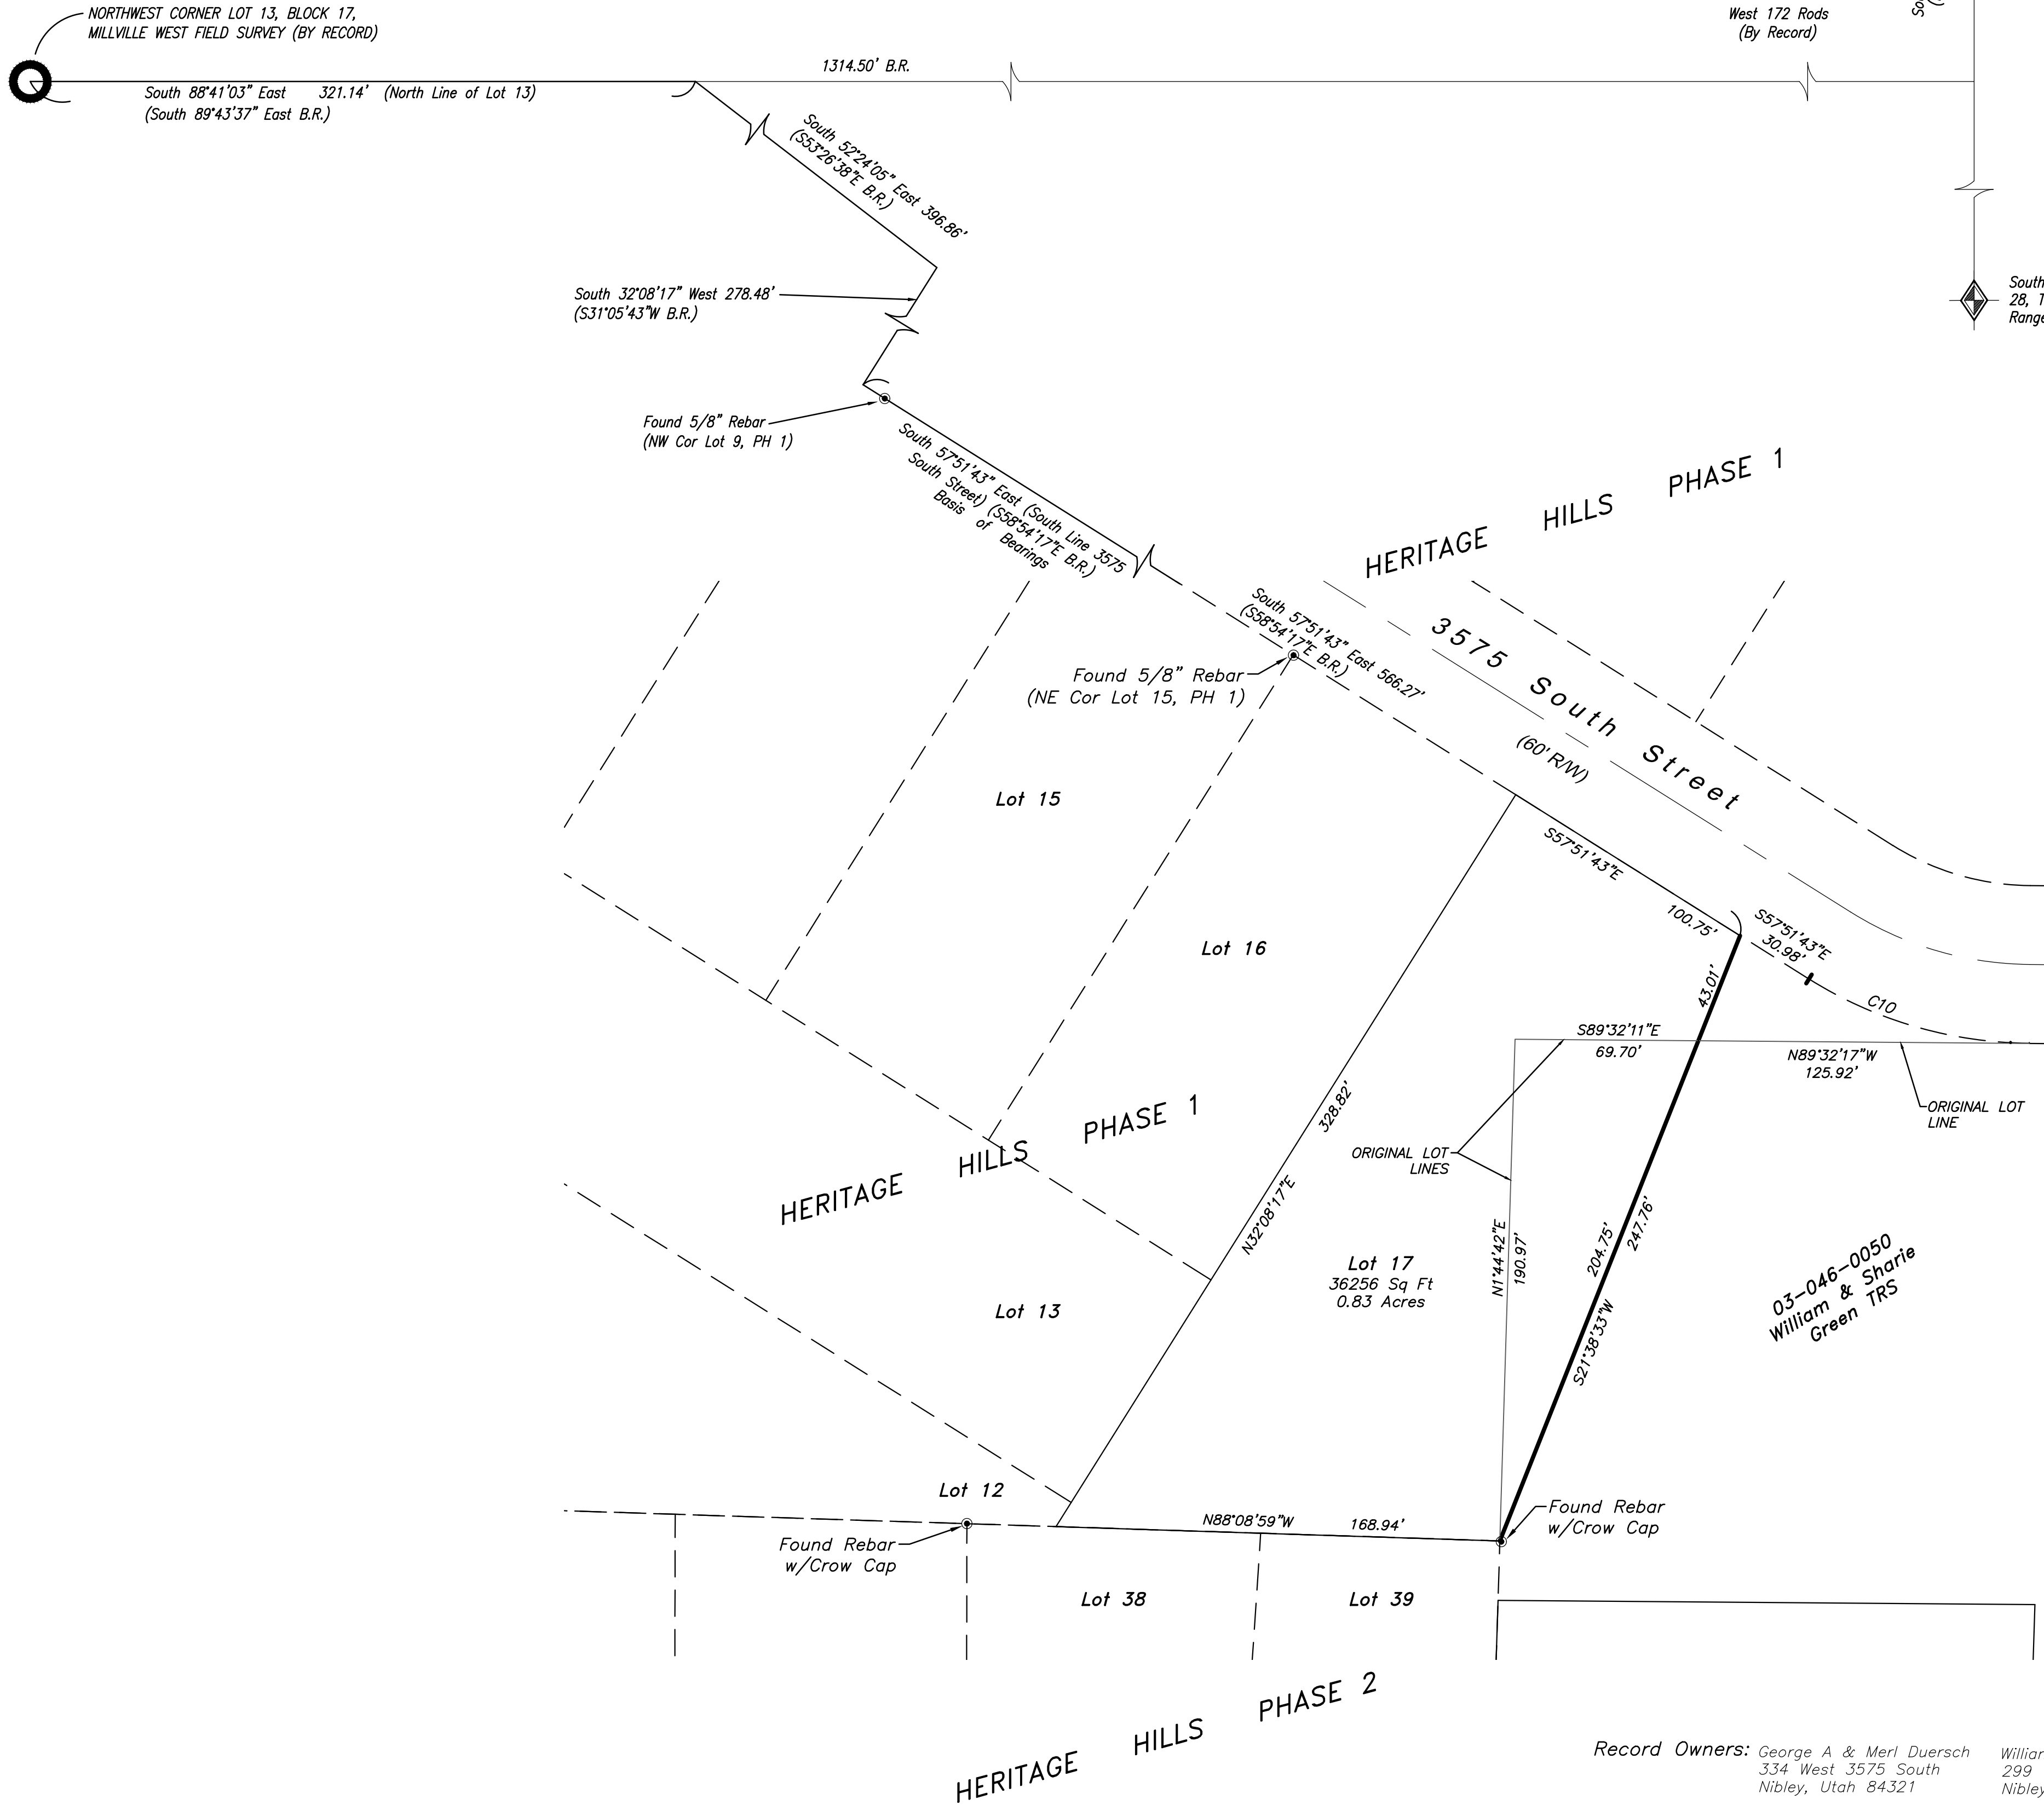 NORTHWEST CORNER LOT 13, BLOCK 17,
MILLVILLE WEST FIELD SURVEY (BY RECORD)
West 172 Rods
(By Record)
1314.50' B.R.
South 88°41'03" East 321.14' (North Line of Lot 13)
(South 89°43'37" East B.R.)
South 52°24'05" East 396.86'
(S53°26'38"E B.R.)
South 32°08'17" West 278.48'
(S31°05'43"W B.R.)
South
28, T
Range
Found 5/8" Rebar
(NW Cor Lot 9, PH 1)
South 57°51'43" East (South Line 3575
South Street) (S58°54'17"E B.R.)
Basis of Bearings
HERITAGE HILLS PHASE 1
South 57°51'43" East 566.27'
(S58°54'17"E B.R.)
Found 5/8" Rebar
(NE Cor Lot 15, PH 1)
3575 South Street
(60' R/W)
Lot 15
S57°51'43"E
100.75'
S57°51'43"E
30.98'
Lot 16
43.01'
C10
S89°32'11"E
69.70'
N89°32'17"W
125.92'
ORIGINAL LOT
LINE
HERITAGE HILLS PHASE 1
328.82'
N32°08'17"E
ORIGINAL LOT
LINES
N1°44'42"E
190.97'
204.75'
247.76'
S21°38'33"W
Lot 17
36256 Sq Ft
0.83 Acres
03-046-0050
William & Sharie
Green TRS
Lot 13
Lot 12
Found Rebar
w/Crow Cap
N88°08'59"W 168.94'
Found Rebar
w/Crow Cap
Lot 38
Lot 39
HERITAGE HILLS PHASE 2
Record Owners: George A & Merl Duersch
334 West 3575 South
Nibley, Utah 84321
Willian
299
Nibley